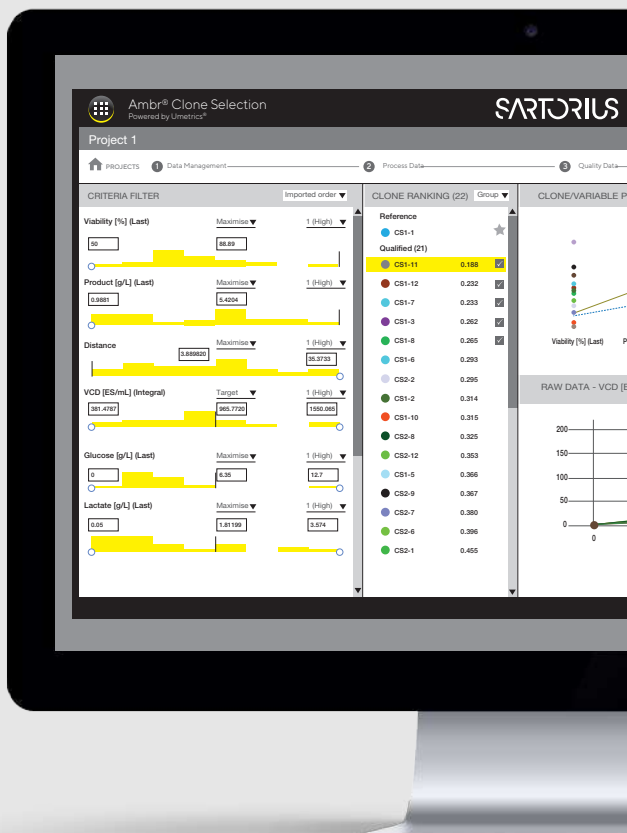 Ambr® Clone Selection
Powered by Umetrics®
SARTORIUS
Project 1
PROJECTS 1 Data Management 2 Process Data 3 Quality Data
CRITERIA FILTER Imported order ▼
Viability [%] (Last) Maximise ▼ 1 (High) ▼
50 88.89
Product [g/L] (Last) Maximise ▼ 1 (High) ▼
0.9881 5.4204
Distance Maximise ▼ 1 (High) ▼
3.889820 35.3733
VCD [ES/mL] (Integral) Target ▼ 1 (High) ▼
381.4787 965.7720 1550.065
Glucose [g/L] (Last) Maximise ▼ 1 (High) ▼
0 6.35 12.7
Lactate [g/L] (Last) Maximise ▼ 1 (High) ▼
0.05 1.81199 3.574
CLONE RANKING (22) Group ▼
Reference
CS1-1
Qualified (21)
CS1-11 0.188
CS1-12 0.232
CS1-7 0.233
CS1-3 0.262
CS1-8 0.265
CS1-6 0.293
CS2-2 0.295
CS1-2 0.314
CS1-10 0.315
CS2-8 0.325
CS2-12 0.353
CS1-5 0.366
CS2-9 0.367
CS2-7 0.380
CS2-6 0.396
CS2-1 0.455
CLONE/VARIABLE P
Viability [%] (Last) P
RAW DATA - VCD [E
200
150
100
50
0
0